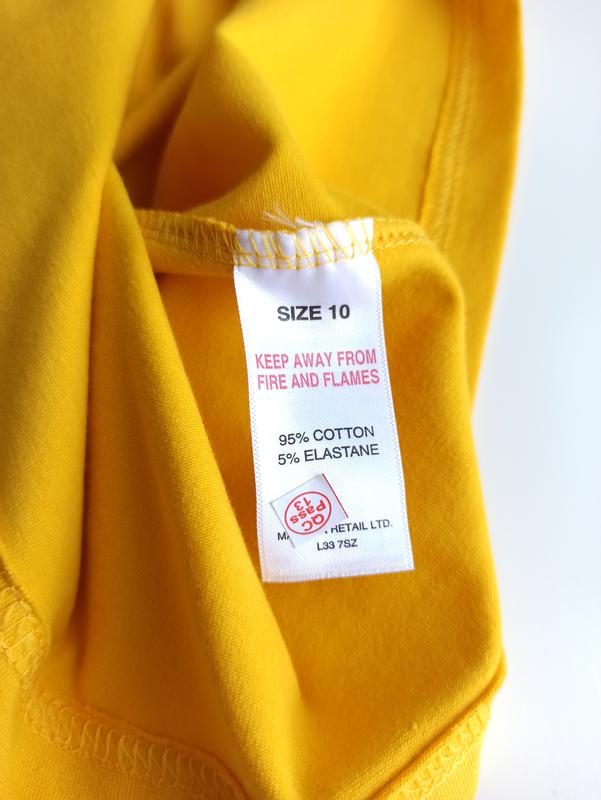 SIZE 10
KEEP AWAY FROM
FIRE AND FLAMES
95% COTTON
5% ELASTANE
QC
Pass
13
RETAIL LTD.
L33 7SZ